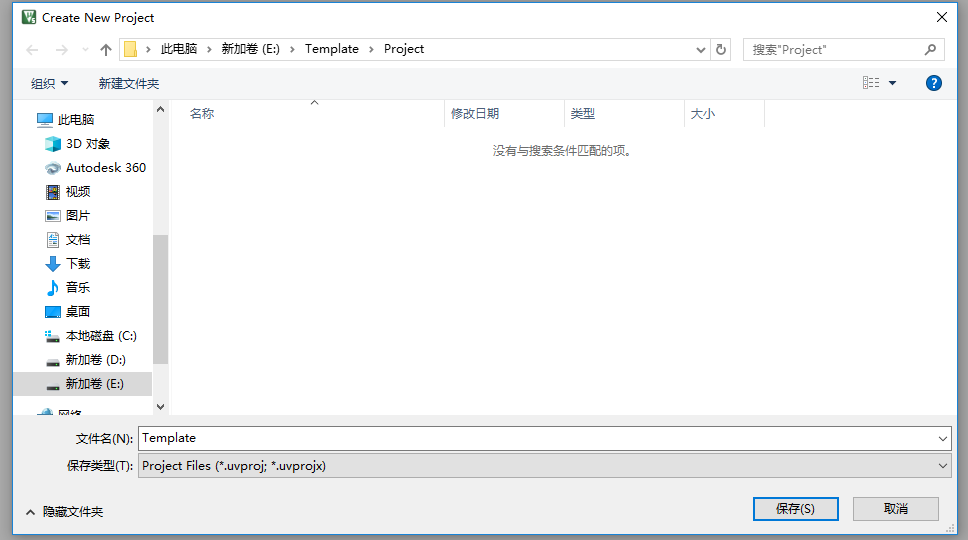 Create New Project
此电脑 新加卷 (E:) Template Project
搜索"Project"
组织 新建文件夹
名称 修改日期 类型 大小
没有与搜索条件匹配的项。
此电脑
3D 对象
Autodesk 360
视频
图片
文档
下载
音乐
桌面
本地磁盘 (C:)
新加卷 (D:)
新加卷 (E:)
网络
文件名(N): Template
保存类型(T): Project Files (*.uvproj; *.uvprojx)
隐藏文件夹
保存(S) 取消